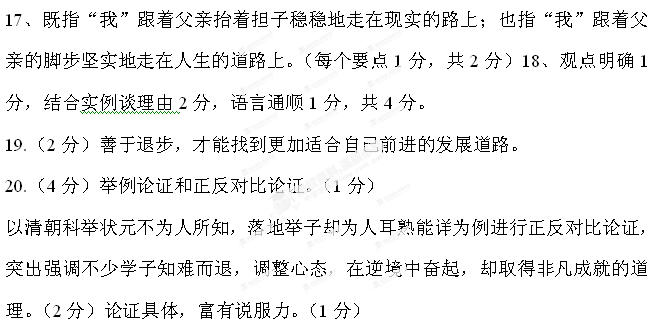 17、既指“我”跟着父亲抬着担子稳稳地走在现实的路上；也指“我”跟着父
亲的脚步坚实地走在人生的道路上。（每个要点 1 分，共 2 分）18、观点明确 1
分，结合实例谈理由 2 分，语言通顺 1 分，共 4 分。
19.（2 分）善于退步，才能找到更加适合自己前进的发展道路。
20.（4 分）举例论证和正反对比论证。（1 分）
以清朝科举状元不为人所知，落地举子却为人耳熟能详为例进行正反对比论证，
突出强调不少学子知难而退，调整心态，在逆境中奋起，却取得非凡成就的道
理。（2 分）论证具体，富有说服力。（1 分）